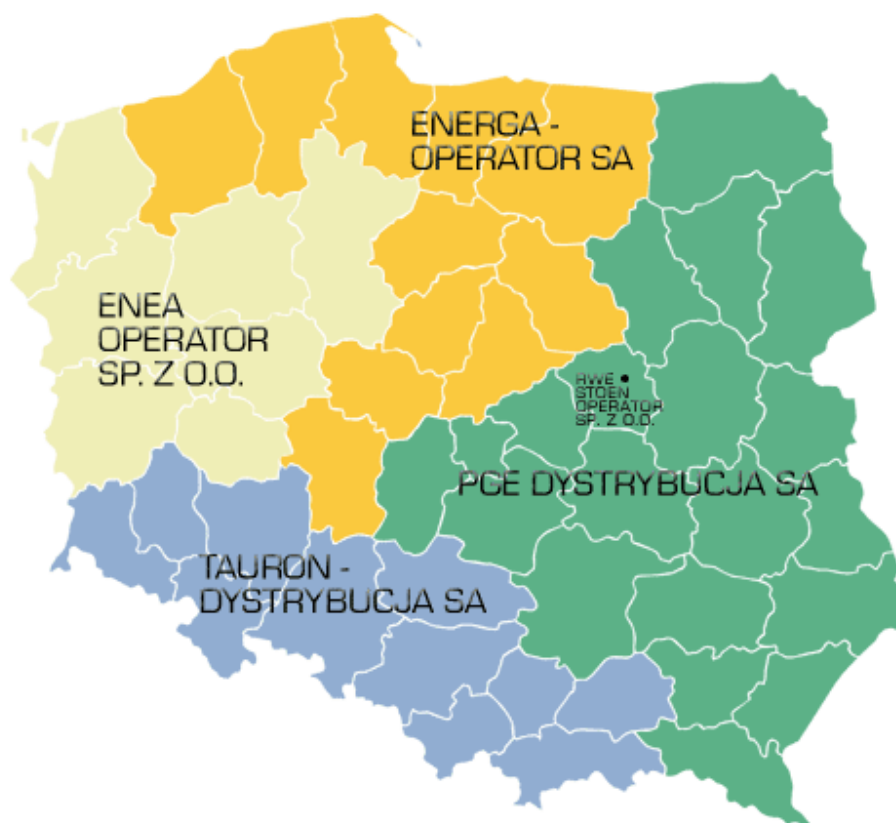 ENERGA -
OPERATOR SA
ENEA
OPERATOR
SP. Z O.O.
RWE
STOEN
OPERATOR
SP. Z O.O.
PGE DYSTRYBUCJA SA
TAURON -
DYSTRYBUCJA SA